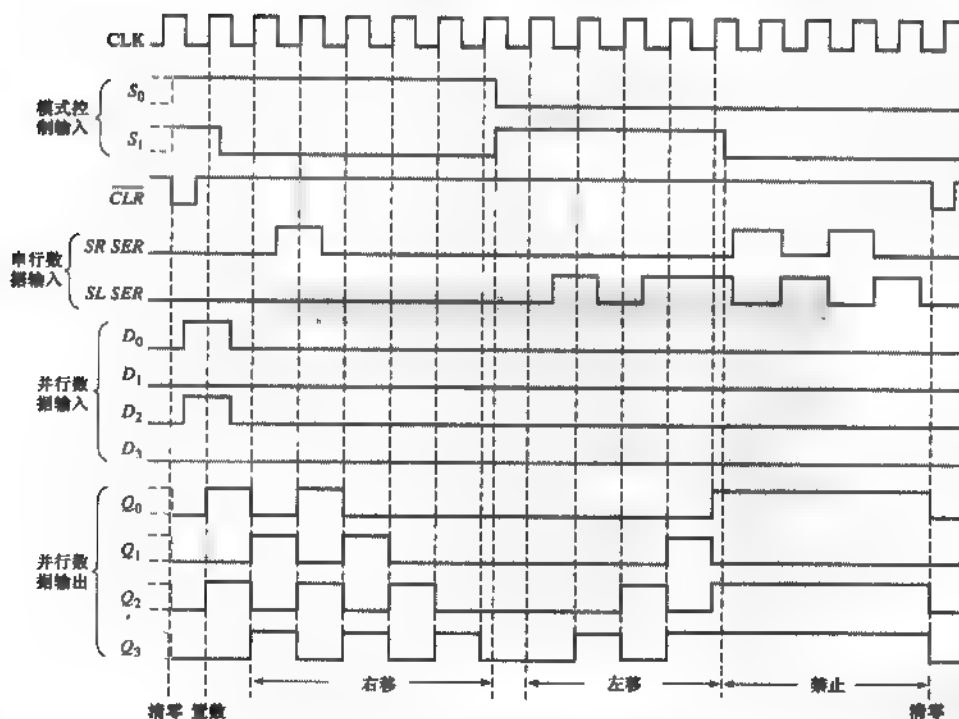 CLK
模式控
制输入
S₀
S₁
CLR
串行数
据输入
SR SER
SL SER
并行数
据输入
D₀
D₁
D₂
D₃
并行数
据输出
Q₀
Q₁
Q₂
Q₃
右移
左移
禁止
清零
置数
清零